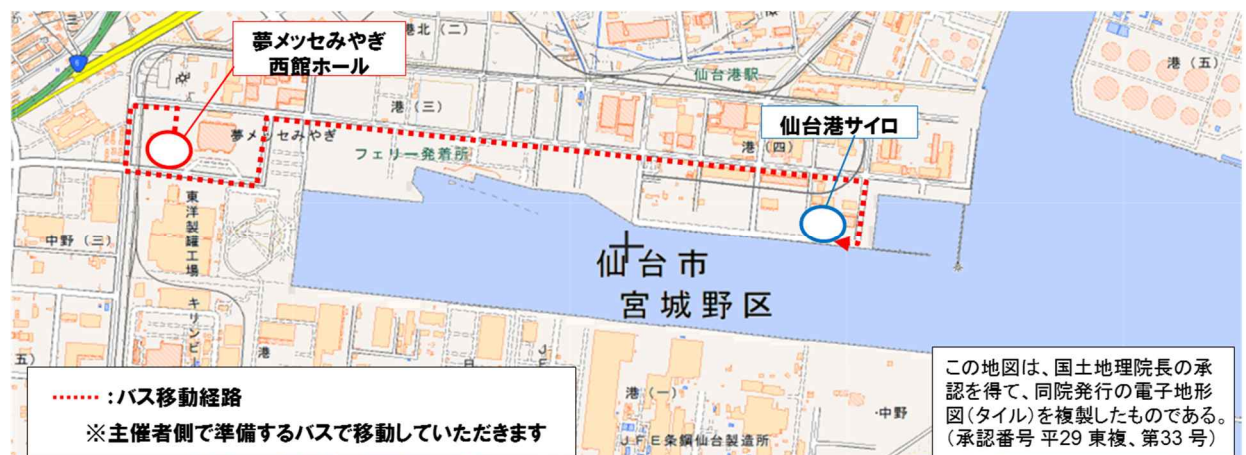 夢メッセみやぎ
西館ホール
港北（二）
仙台港駅
港（五）
港（三）
仙台港サイロ
夢メッセみやぎ
フェリー発着所
港（四）
東洋製罐工場
中野（三）
仙台市
宮城野区
キリンビ
五）
港
港（一）
中野
ＪＦＥ条鋼仙台製造所
：バス移動経路
※主催者側で準備するバスで移動していただきます
この地図は、国土地理院長の承
認を得て、同院発行の電子地形
図（タイル）を複製したものである。
（承認番号 平29 東複、第33 号）